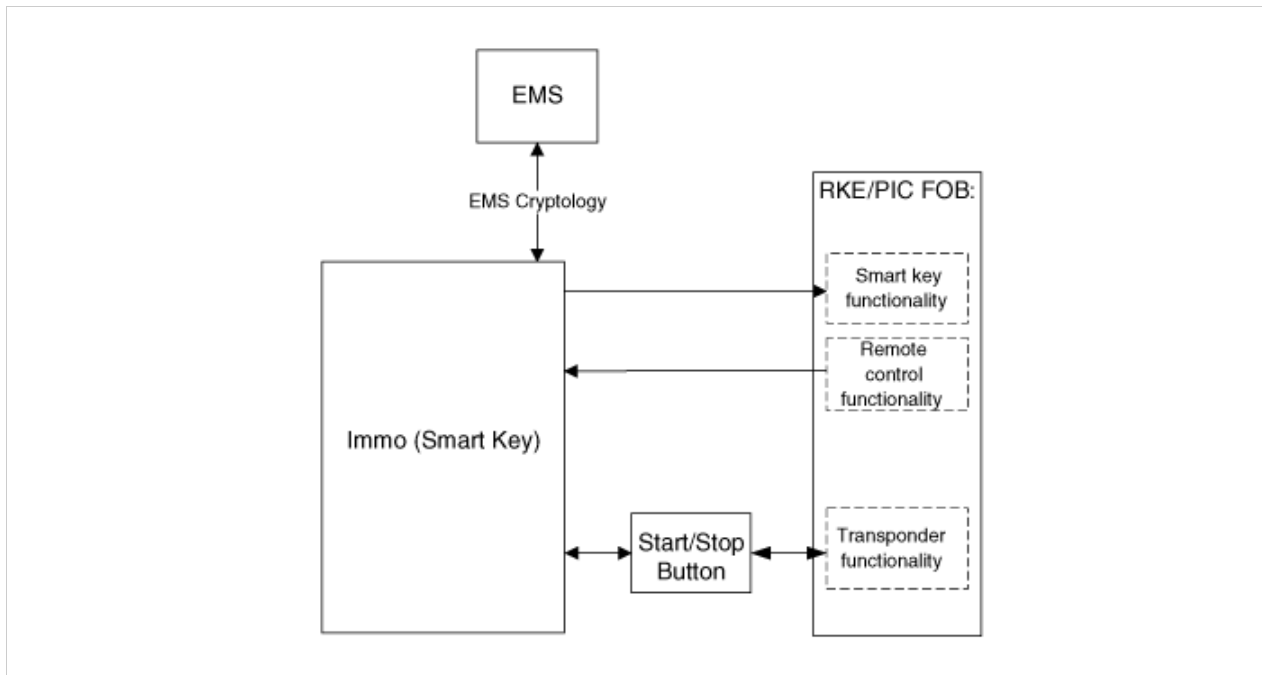 EMS
EMS Cryptology
RKE/PIC FOB:
Smart key
functionality
Remote
control
functionality
Immo (Smart Key)
Start/Stop
Button
Transponder
functionality